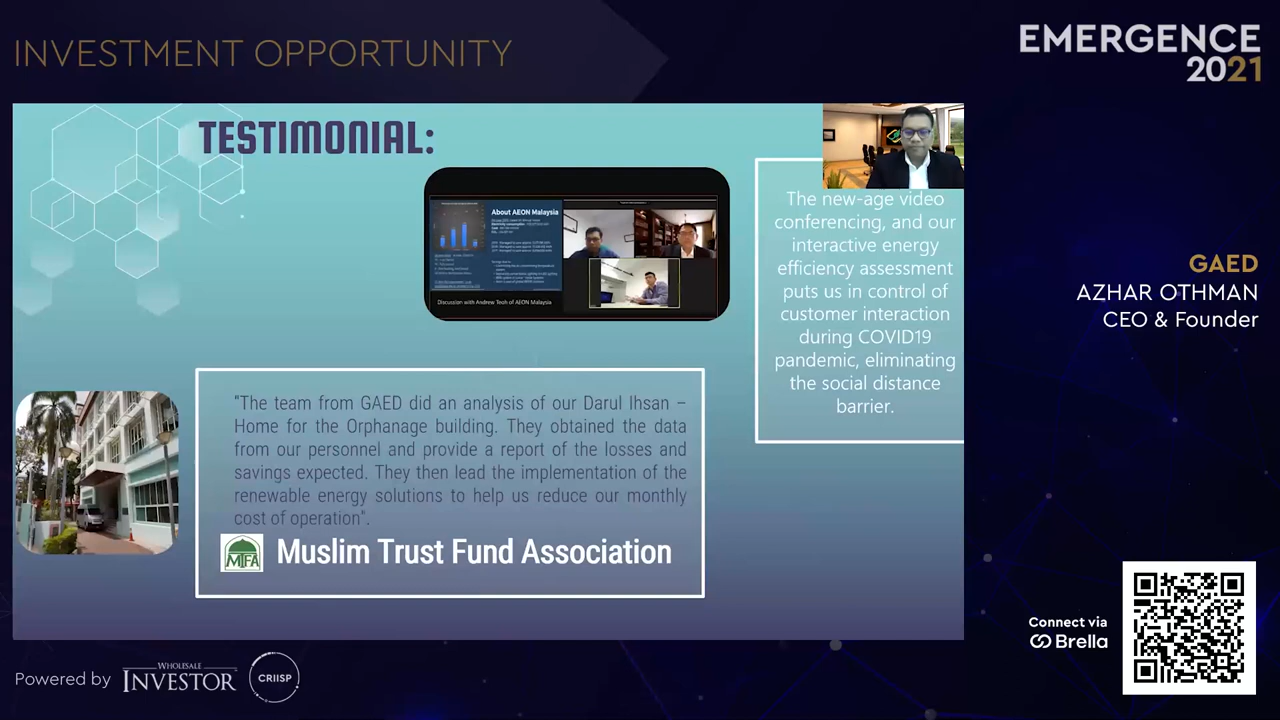 INVESTMENT OPPORTUNITY
EMERGENCE
2021
TESTIMONIAL:
About AEON Malaysia
Discussion with Andrew Teoh of AEON Malaysia
The new-age video
conferencing, and our
interactive energy
efficiency assessment
puts us in control of
customer interaction
during COVID19
pandemic, eliminating
the social distance
barrier.
GAED
AZHAR OTHMAN
CEO & Founder
"The team from GAED did an analysis of our Darul Ihsan –
Home for the Orphanage building. They obtained the data
from our personnel and provide a report of the losses and
savings expected. They then lead the implementation of the
renewable energy solutions to help us reduce our monthly
cost of operation".
MTFA
Muslim Trust Fund Association
Connect via
Brella
Powered by
WHOLESALE
INVESTOR
CRIISP